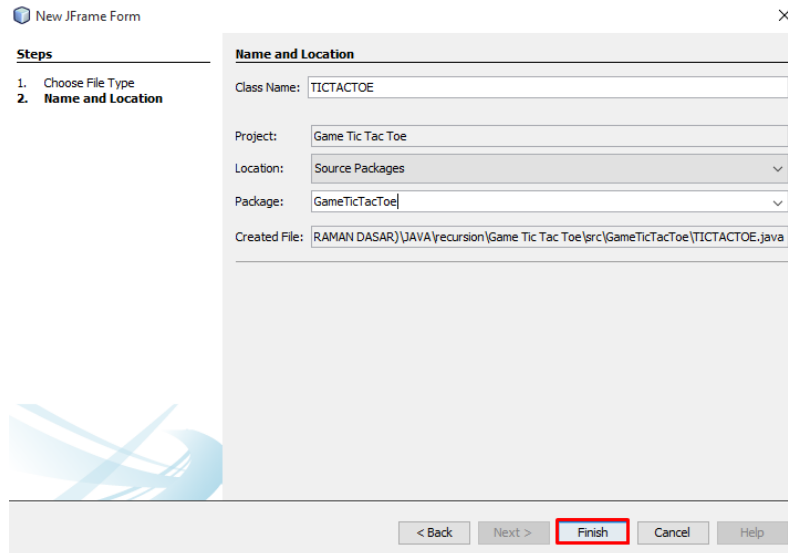 New JFrame Form
Steps
1. Choose File Type
2. Name and Location
Name and Location
Class Name: TICTACTOE
Project: Game Tic Tac Toe
Location: Source Packages
Package: GameTicTacToe
Created File: RAMAN DASAR)\JAVA\recursion\Game Tic Tac Toe\src\GameTicTacToe\TICTACTOE.java
< Back Next > Finish Cancel Help